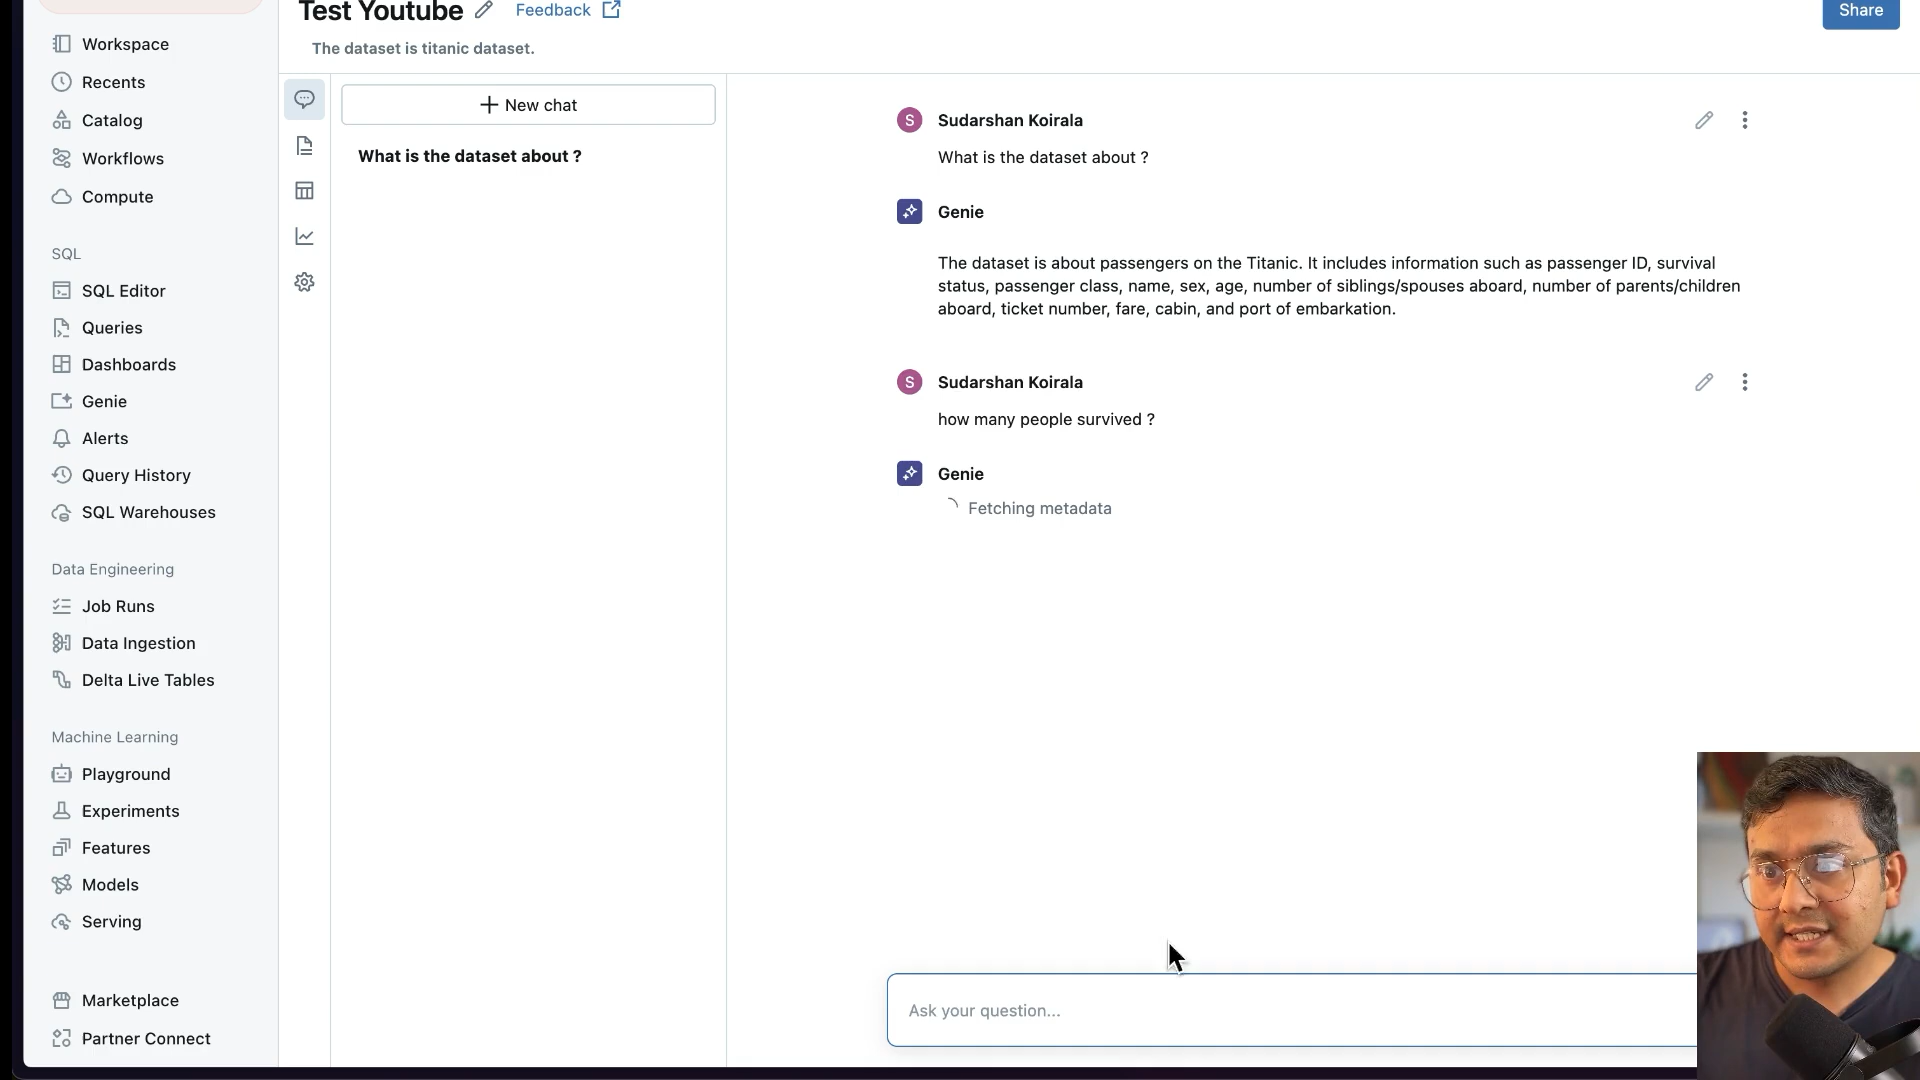 Test Youtube
Feedback
Share
The dataset is titanic dataset.
Workspace
Recents
Catalog
Workflows
Compute
SQL
SQL Editor
Queries
Dashboards
Genie
Alerts
Query History
SQL Warehouses
Data Engineering
Job Runs
Data Ingestion
Delta Live Tables
Machine Learning
Playground
Experiments
Features
Models
Serving
Marketplace
Partner Connect
New chat
What is the dataset about ?
S Sudarshan Koirala
What is the dataset about ?
Genie
The dataset is about passengers on the Titanic. It includes information such as passenger ID, survival
status, passenger class, name, sex, age, number of siblings/spouses aboard, number of parents/children
aboard, ticket number, fare, cabin, and port of embarkation.
S Sudarshan Koirala
how many people survived ?
Genie
Fetching metadata
Ask your question...